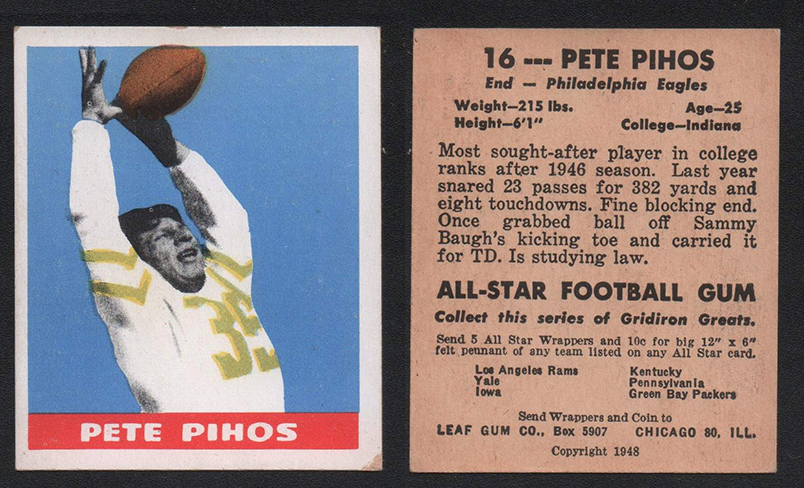 35
PETE PIHOS
16 --- PETE PIHOS
End — Philadelphia Eagles
Weight—215 lbs. Age—25
Height—6'1" College—Indiana
Most sought-after player in college
ranks after 1946 season. Last year
snared 23 passes for 382 yards and
eight touchdowns. Fine blocking end.
Once grabbed ball off Sammy
Baugh's kicking toe and carried it
for TD. Is studying law.
ALL-STAR FOOTBALL GUM
Collect this series of Gridiron Greats.
Send 5 All Star Wrappers and 10c for big 12" x 6"
felt pennant of any team listed on any All Star card.
Los Angeles Rams Kentucky
Yale Pennsylvania
Iowa Green Bay Packers
Send Wrappers and Coin to
LEAF GUM CO., Box 5907 CHICAGO 80, ILL.
Copyright 1948